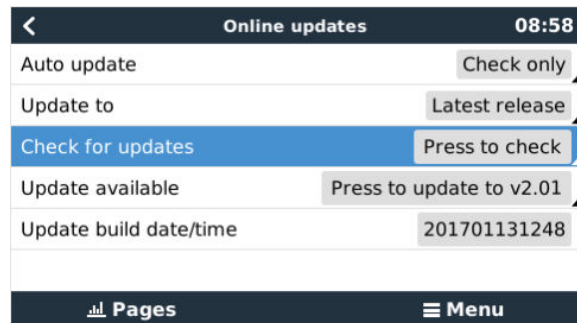 Online updates 08:58
Auto update Check only
Update to Latest release
Check for updates Press to check
Update available Press to update to v2.01
Update build date/time 201701131248
Pages Menu